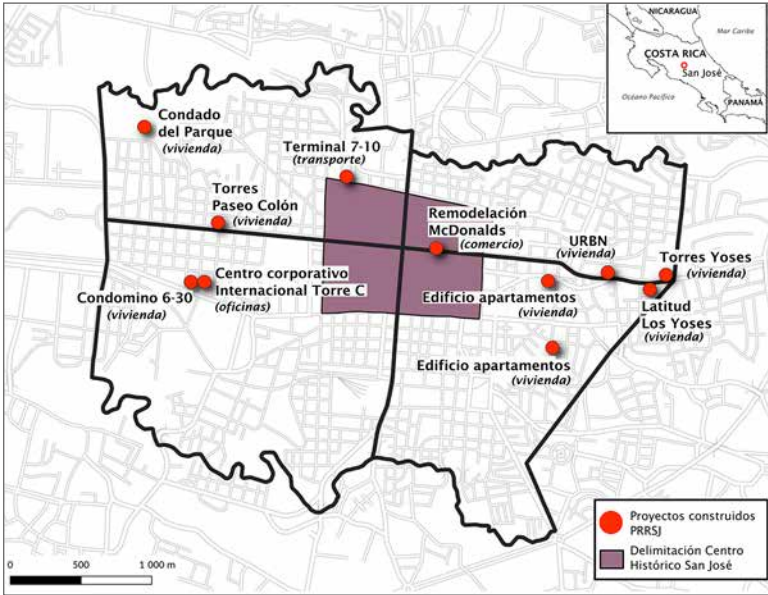 NICARAGUA
Mar Caribe
COSTA RICA
San José
Océano Pacífico
PANAMÁ
Condado
del Parque
(vivienda)
Terminal 7-10
(transporte)
Torres
Paseo Colón
(vivienda)
Remodelación
McDonalds
(comercio)
URBN
(vivienda)
Torres Yoses
(vivienda)
Condomino 6-30
(vivienda)
Centro corporativo
Internacional Torre C
(oficinas)
Edificio apartamentos
(vivienda)
Latitud
Los Yoses
(vivienda)
Edificio apartamentos
(vivienda)
Proyectos construidos
PRRSJ
Delimitación Centro
Histórico San José
0 500 1 000 m